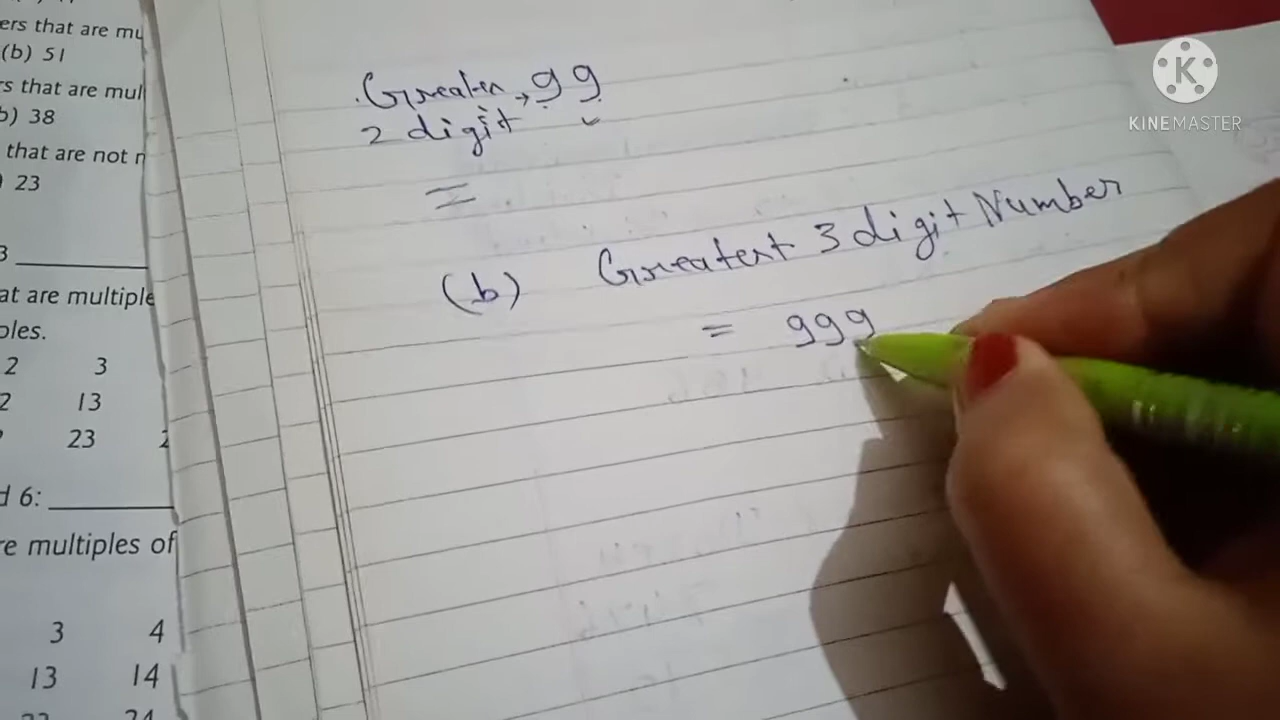 ers that are mu
(b) 51
rs that are mul
b) 38
that are not
) 23
3
at are multiple
ples.
2 3
2 13
23 2
d 6:
re multiples of
3 4
13 14
Greaten → 99
2 digit
=
(b) Greatest 3 digit Number
= 999
K
KINEMASTER